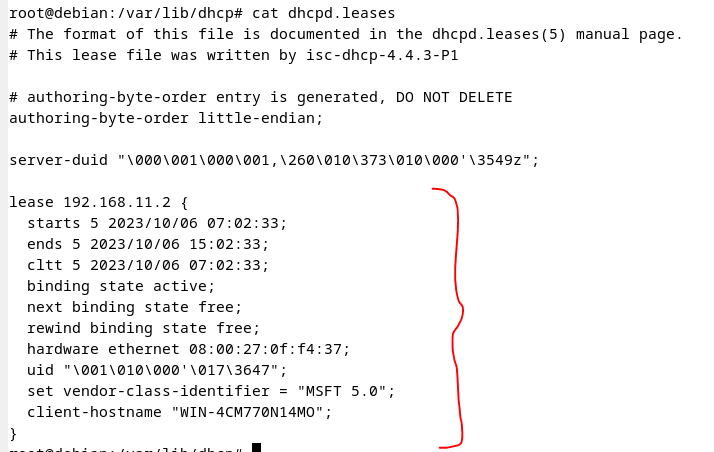 root@debian:/var/lib/dhcp# cat dhcpd.leases
# The format of this file is documented in the dhcpd.leases(5) manual page.
# This lease file was written by isc-dhcp-4.4.3-P1
# authoring-byte-order entry is generated, DO NOT DELETE
authoring-byte-order little-endian;
server-duid "\000\001\000\001,\260\010\373\010\000'\3549z";
lease 192.168.11.2 {
starts 5 2023/10/06 07:02:33;
ends 5 2023/10/06 15:02:33;
cltt 5 2023/10/06 07:02:33;
binding state active;
next binding state free;
rewind binding state free;
hardware ethernet 08:00:27:0f:f4:37;
uid "\001\010\000'\017\3647";
set vendor-class-identifier = "MSFT 5.0";
client-hostname "WIN-4CM770N14MO";
}
root@debian:/var/lib/dhcp#